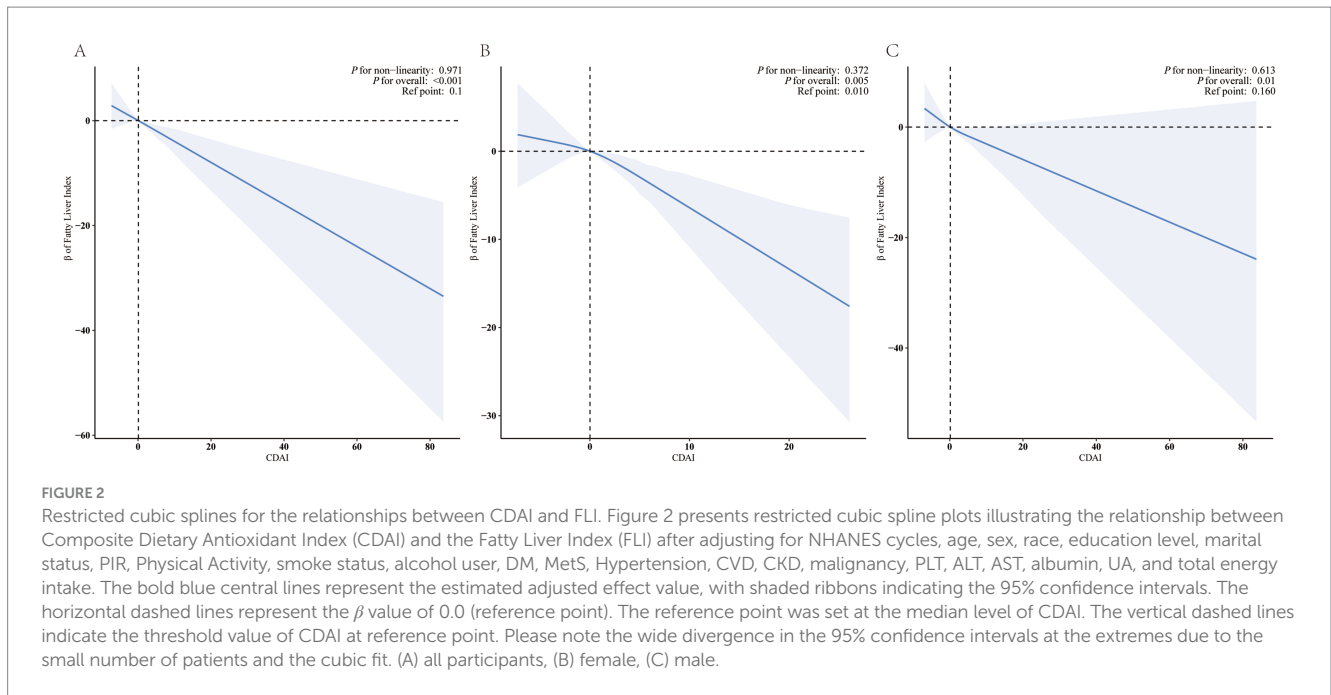 A
P for non−linearity: 0.971
P for overall: <0.001
Ref point: 0.1
0
−20
−40
−60
β of Fatty Liver Index
0
20
40
60
80
CDAI
B
P for non−linearity: 0.372
P for overall: 0.005
Ref point: 0.010
0
−10
−20
−30
β of Fatty Liver Index
0
10
20
CDAI
C
P for non−linearity: 0.613
P for overall: 0.01
Ref point: 0.160
0
−20
−40
β of Fatty Liver Index
0
20
40
60
80
CDAI
FIGURE 2
Restricted cubic splines for the relationships between CDAI and FLI. Figure 2 presents restricted cubic spline plots illustrating the relationship between
Composite Dietary Antioxidant Index (CDAI) and the Fatty Liver Index (FLI) after adjusting for NHANES cycles, age, sex, race, education level, marital
status, PIR, Physical Activity, smoke status, alcohol user, DM, MetS, Hypertension, CVD, CKD, malignancy, PLT, ALT, AST, albumin, UA, and total energy
intake. The bold blue central lines represent the estimated adjusted effect value, with shaded ribbons indicating the 95% confidence intervals. The
horizontal dashed lines represent the β value of 0.0 (reference point). The reference point was set at the median level of CDAI. The vertical dashed lines
indicate the threshold value of CDAI at reference point. Please note the wide divergence in the 95% confidence intervals at the extremes due to the
small number of patients and the cubic fit. (A) all participants, (B) female, (C) male.